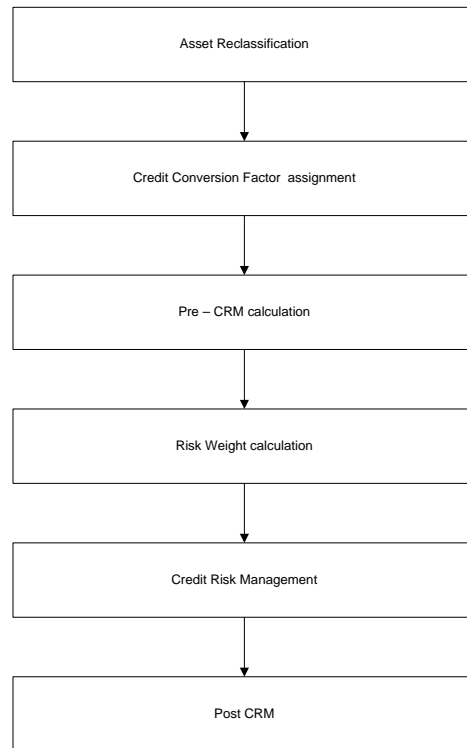 Asset Reclassification
Credit Conversion Factor assignment
Pre – CRM calculation
Risk Weight calculation
Credit Risk Management
Post CRM